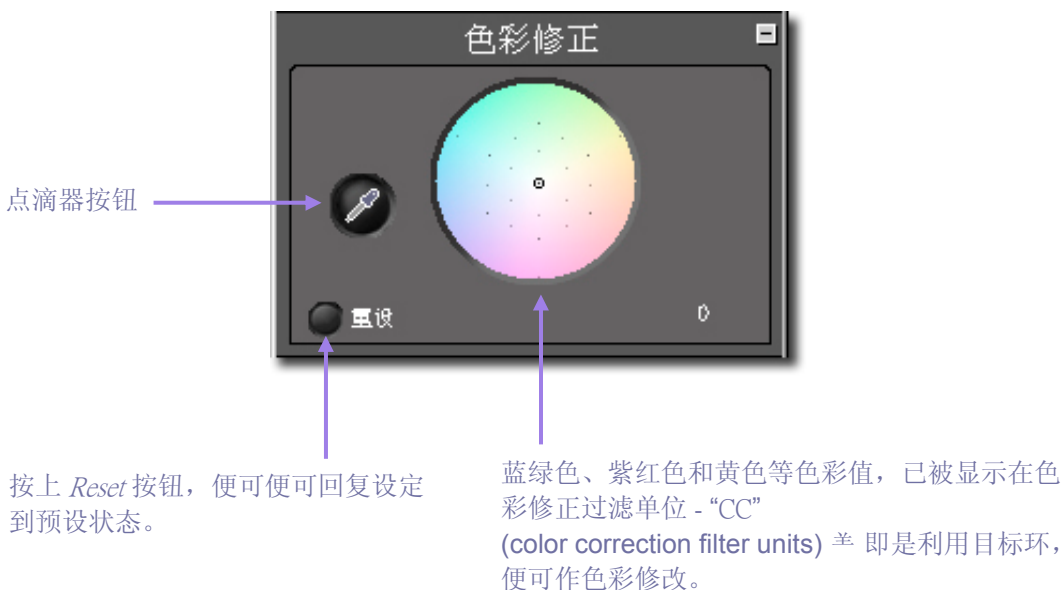 色彩修正
点滴器按钮
重设
0
按上 Reset 按钮，便可便可回复设定
到预设状态。
蓝绿色、紫红色和黄色等色彩值，已被显示在色
彩修正过滤单位 - “CC”
(color correction filter units) 即是利用目标环，
便可作色彩修改。